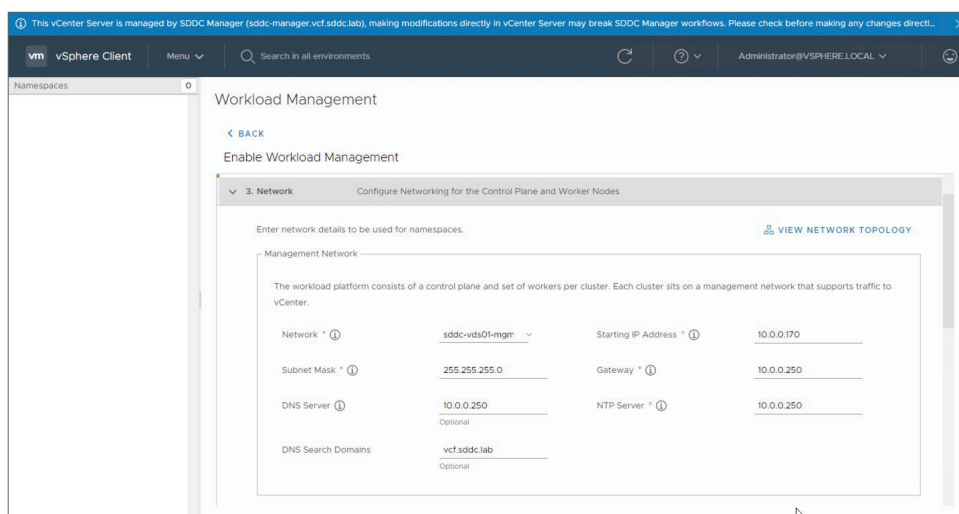 This vCenter Server is managed by SDDC Manager (sddc-manager.vcf.sddc.lab), making modifications directly in vCenter Server may break SDDC Manager workflows. Please check before making any changes directl...
vm vSphere Client Menu Search in all environments Administrator@VSPHERE.LOCAL
Namespaces 0
Workload Management
BACK
Enable Workload Management
3. Network Configure Networking for the Control Plane and Worker Nodes
Enter network details to be used for namespaces. VIEW NETWORK TOPOLOGY
Management Network
The workload platform consists of a control plane and set of workers per cluster. Each cluster sits on a management network that supports traffic to
vCenter.
Network * sddc-vds01-mgm Starting IP Address * 10.0.0.170
Subnet Mask * 255.255.255.0 Gateway * 10.0.0.250
DNS Server 10.0.0.250 NTP Server * 10.0.0.250
Optional
DNS Search Domains vcf.sddc.lab
Optional